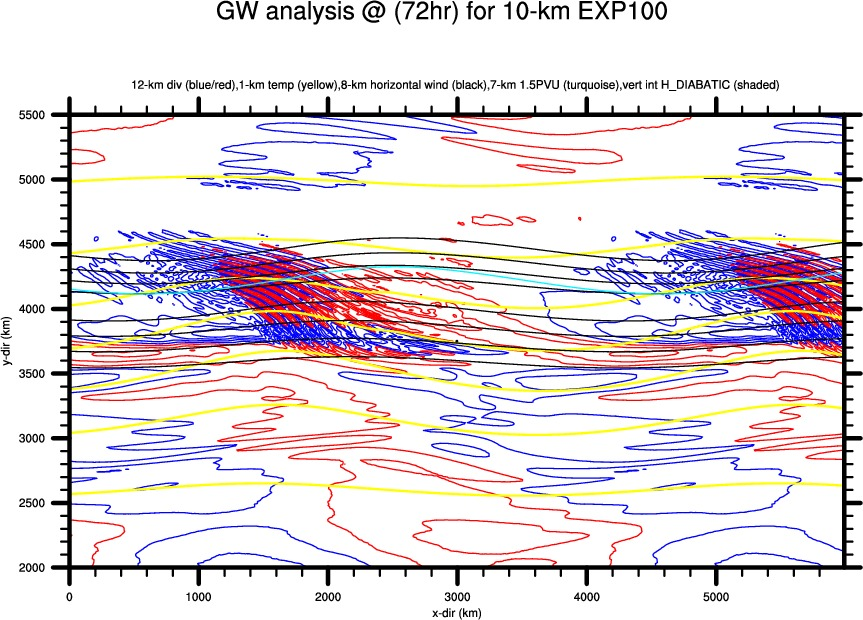 GW analysis @ (72hr) for 10-km EXP100
12-km div (blue/red),1-km temp (yellow),8-km horizontal wind (black),7-km 1.5PVU (turquoise),vert int H_DIABATIC (shaded)
5500
5000
4500
4000
3500
3000
2500
2000
y-dir (km)
0 1000 2000 3000 4000 5000
x-dir (km)